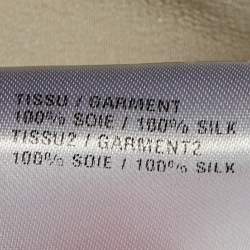 TISSU / GARMENT
100% SOIE / 100% SILK
TISSU2 / GARMENT2
100% SOIE / 100% SILK